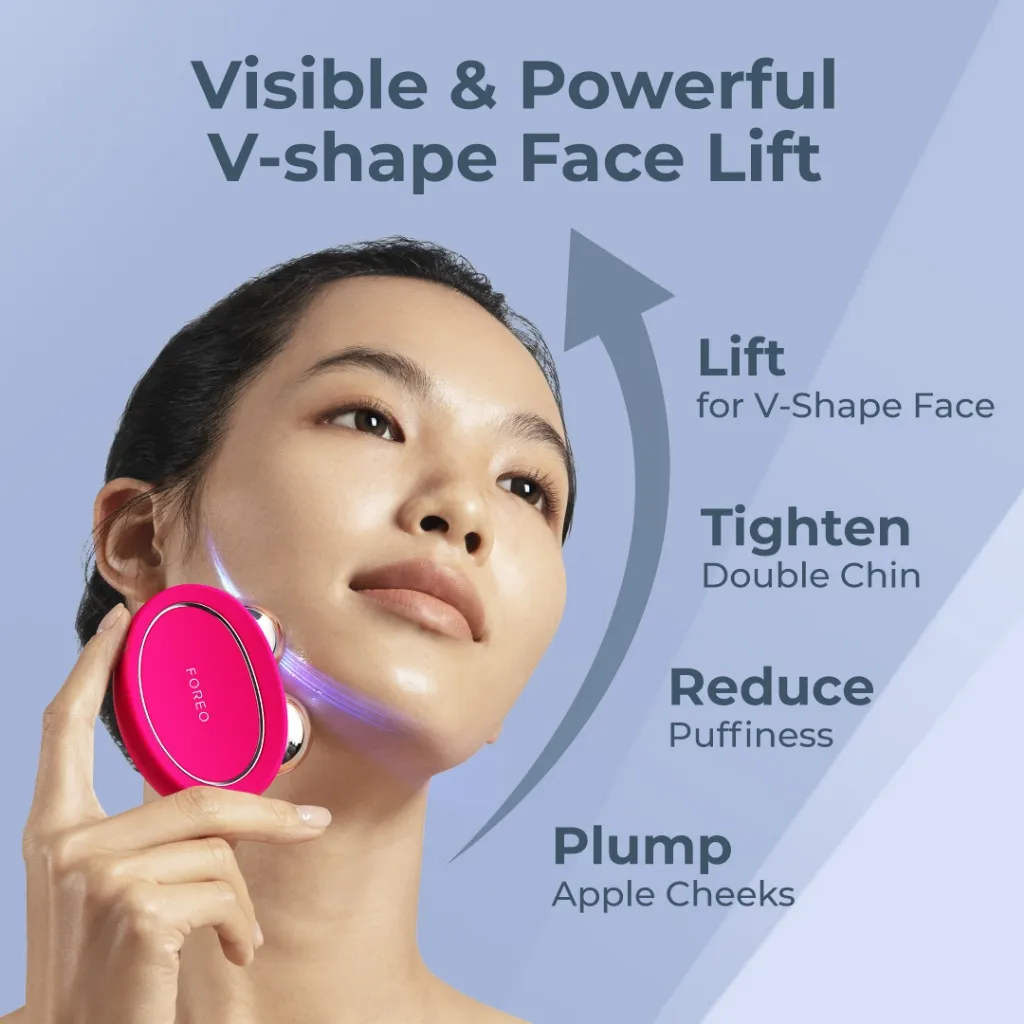 Visible & Powerful
V-shape Face Lift
Lift
for V-Shape Face
Tighten
Double Chin
Reduce
Puffiness
Plump
Apple Cheeks
FOREO